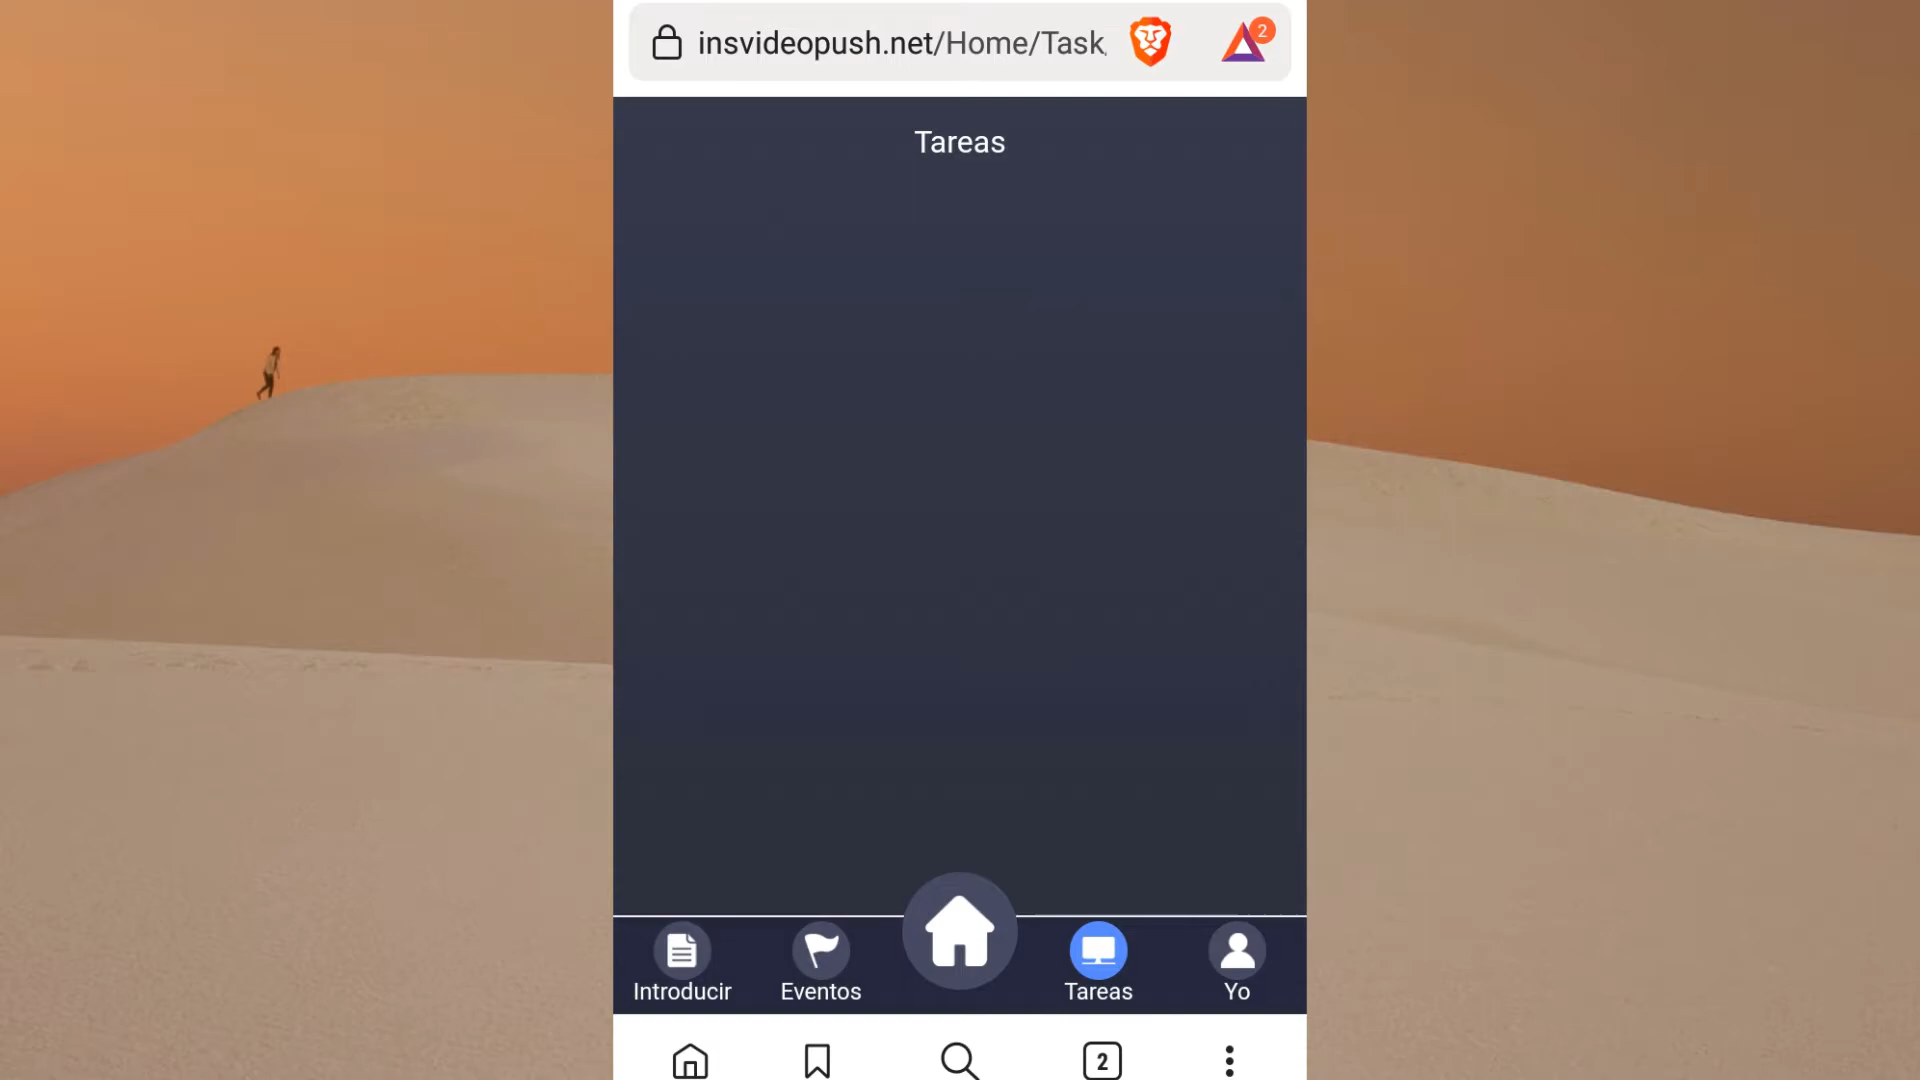 insvideopush.net/Home/Task
2
Tareas
Introducir
Eventos
Tareas
Yo
2